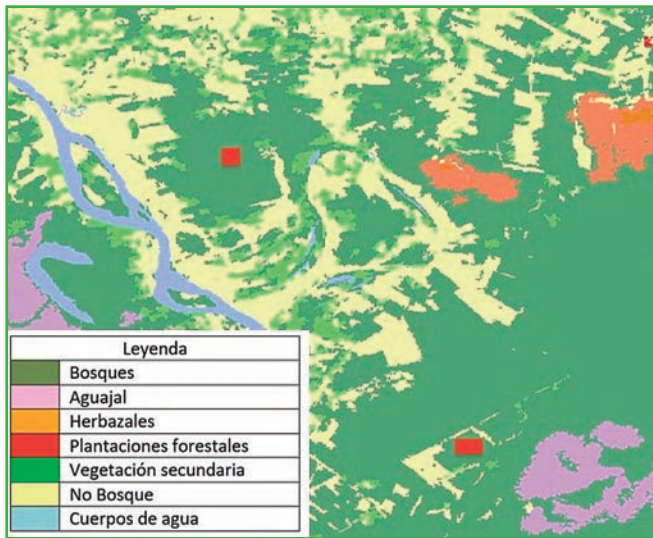 Leyenda
Bosques
Aguajal
Herbazales
Plantaciones forestales
Vegetación secundaria
No Bosque
Cuerpos de agua